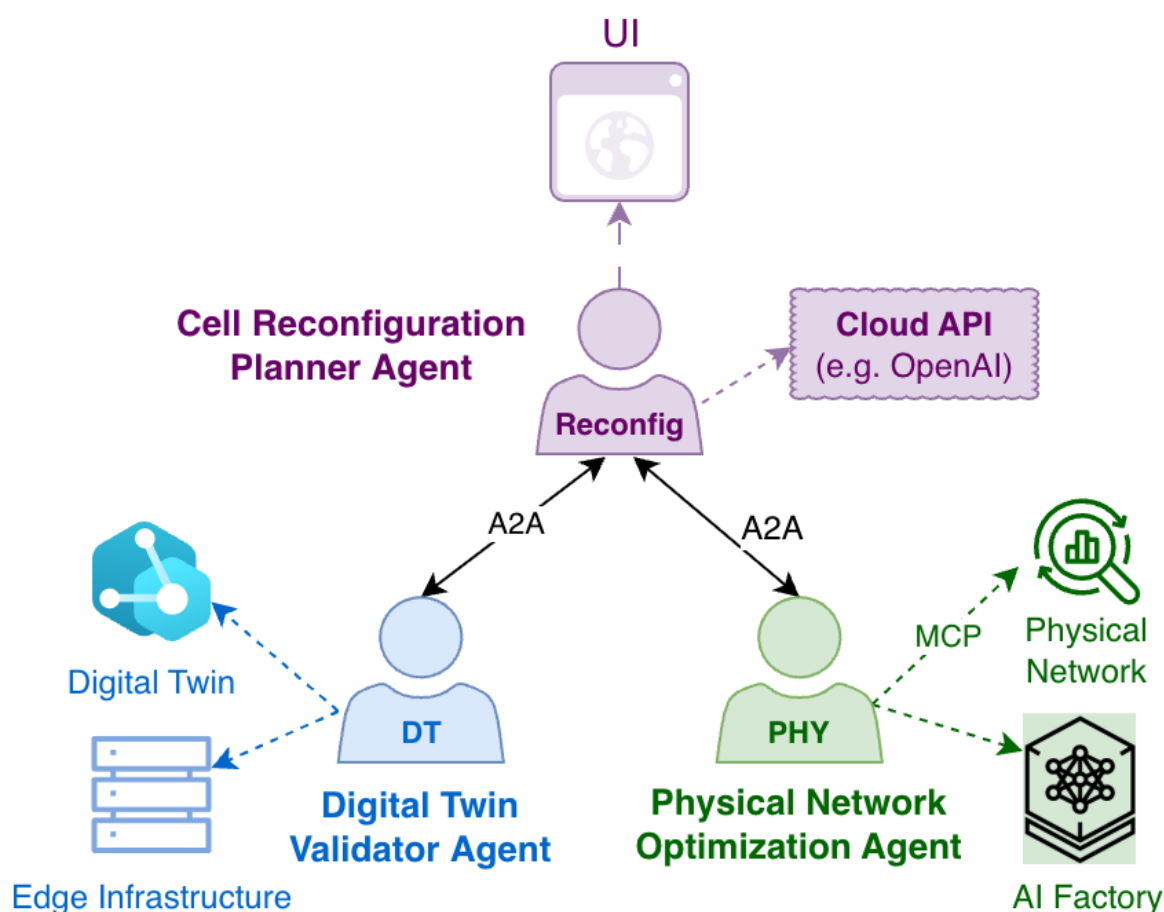 UI
Cell Reconfiguration
Planner Agent
Cloud API
(e.g. OpenAI)
Reconfig
A2A
A2A
Digital Twin
MCP
Physical
Network
DT
PHY
Digital Twin
Validator Agent
Physical Network
Optimization Agent
Edge Infrastructure
AI Factory